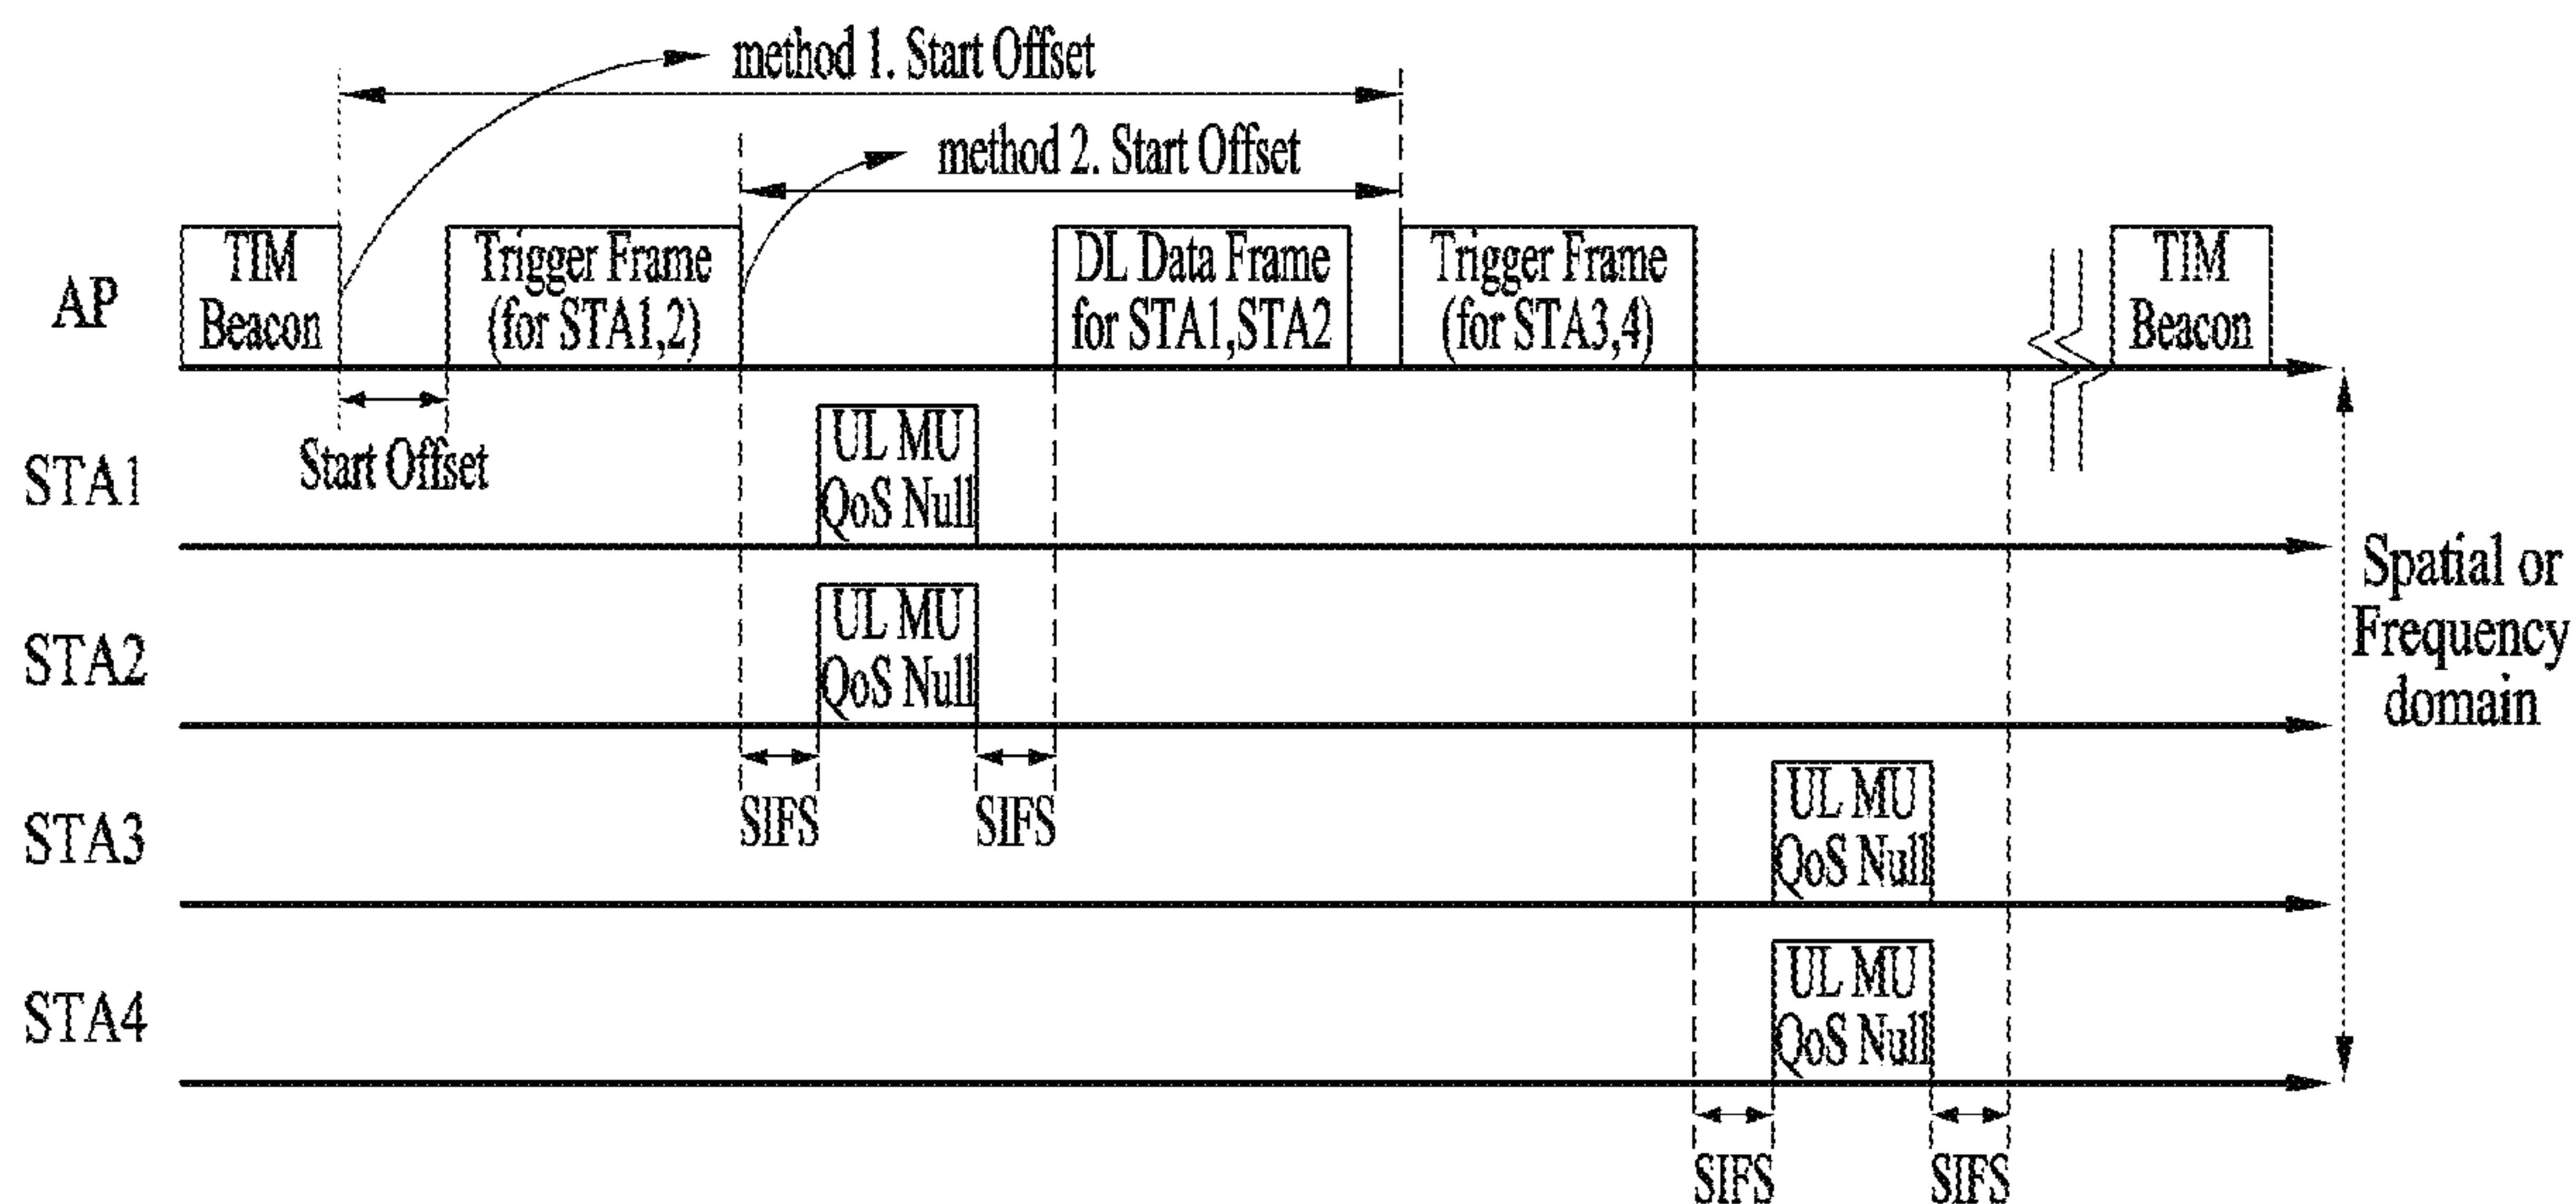 method 1. Start Offset
method 2. Start Offset
AP
TIM
Beacon
Trigger Frame
(for STA1,2)
DL Data Frame
for STA1,STA2
Trigger Frame
(for STA3,4)
TIM
Beacon
Start Offset
STA1
UL MU
QoS Null
STA2
UL MU
QoS Null
SIFS
SIFS
Spatial or
Frequency
domain
STA3
UL MU
QoS Null
STA4
UL MU
QoS Null
SIFS
SIFS